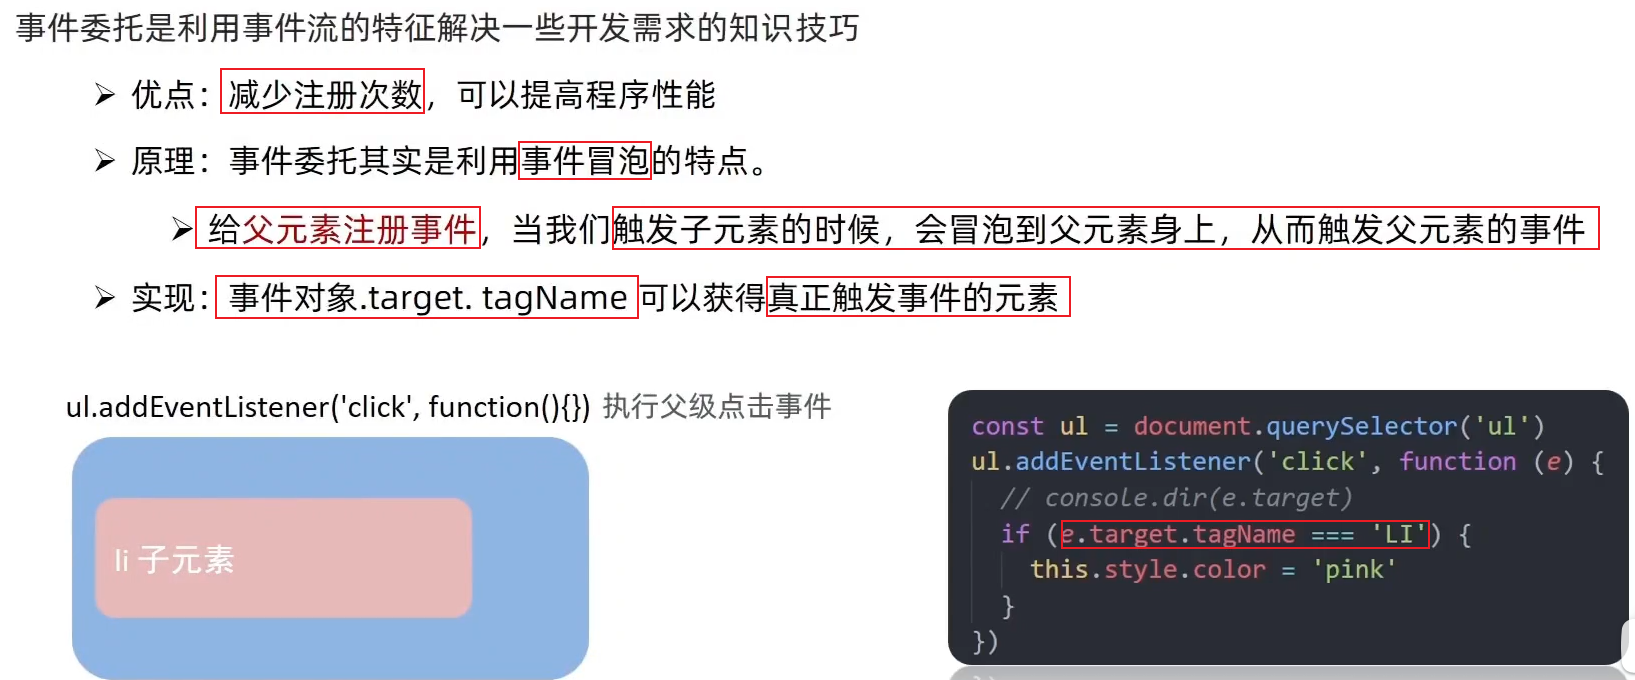 事件委托是利用事件流的特征解决一些开发需求的知识技巧
➢ 优点：减少注册次数，可以提高程序性能
➢ 原理：事件委托其实是利用事件冒泡的特点。
➢ 给父元素注册事件，当我们触发子元素的时候，会冒泡到父元素身上，从而触发父元素的事件
➢ 实现：事件对象.target. tagName 可以获得真正触发事件的元素
ul.addEventListener('click', function(){}) 执行父级点击事件
li 子元素
const ul = document.querySelector('ul')
ul.addEventListener('click', function (e) {
// console.dir(e.target)
if (e.target.tagName === 'LI') {
this.style.color = 'pink'
}
})